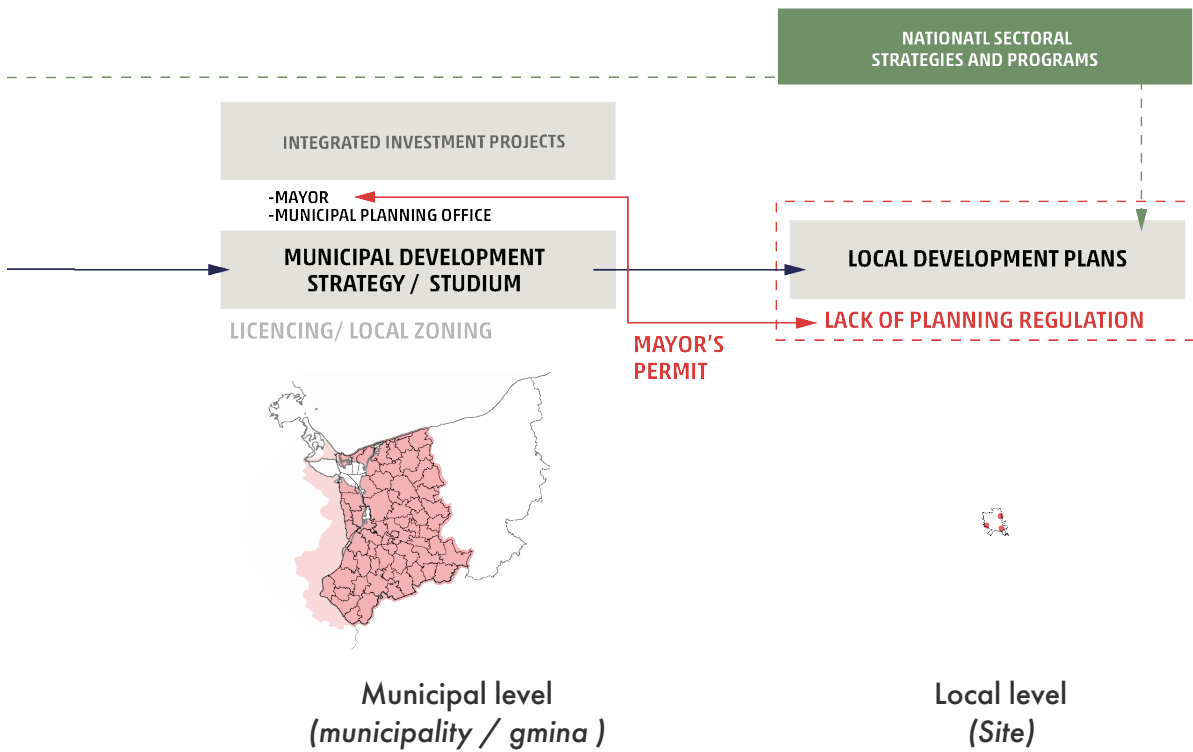 NATIONATL SECTORAL
STRATEGIES AND PROGRAMS
INTEGRATED INVESTMENT PROJECTS
-MAYOR
-MUNICIPAL PLANNING OFFICE
MUNICIPAL DEVELOPMENT
STRATEGY / STUDIUM
LICENCING/ LOCAL ZONING
LOCAL DEVELOPMENT PLANS
LACK OF PLANNING REGULATION
MAYOR'S
PERMIT
Municipal level
(municipality / gmina )
Local level
(Site)